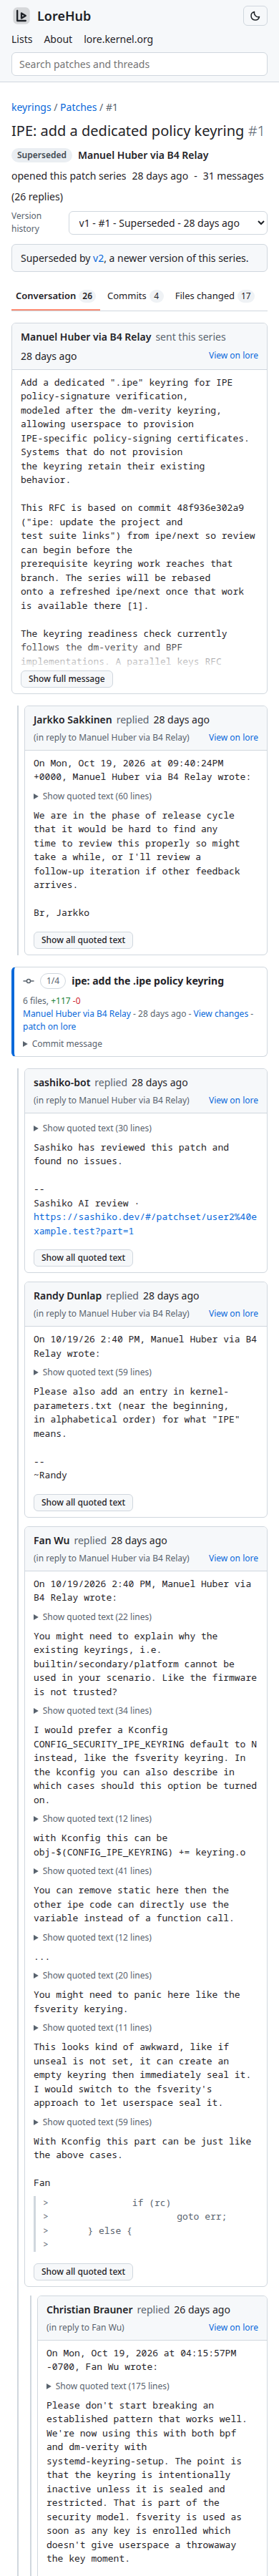 LoreHub
Lists About lore.kernel.org
Search patches and threads
keyrings / Patches / #1
IPE: add a dedicated policy keyring #1
Superseded Manuel Huber via B4 Relay
opened this patch series 28 days ago - 31 messages
(26 replies)
Version
history
v1 - #1 - Superseded - 28 days ago
Superseded by v2, a newer version of this series.
Conversation 26 Commits 4 Files changed 17
Manuel Huber via B4 Relay sent this series
28 days ago View on lore
Add a dedicated ".ipe" keyring for IPE
policy-signature verification,
modeled after the dm-verity keyring,
allowing userspace to provision
IPE-specific policy-signing certificates.
Systems that do not provision
the keyring retain their existing
behavior.
This RFC is based on commit 48f936e302a9
("ipe: update the project and
test suite links") from ipe/next so review
can begin before the
prerequisite keyring work reaches that
branch. The series will be rebased
onto a refreshed ipe/next once that work
is available there [1].
The keyring readiness check currently
follows the dm-verity and BPF
implementations. A parallel keys RFC
Show full message
Jarkko Sakkinen replied 28 days ago
(in reply to Manuel Huber via B4 Relay) View on lore
On Mon, Oct 19, 2026 at 09:40:24PM
+0000, Manuel Huber via B4 Relay wrote:
Show quoted text (60 lines)
We are in the phase of release cycle
that it would be hard to find any
time to review this properly so might
take a while, or I'll review a
follow-up iteration if other feedback
arrives.
Br, Jarkko
Show all quoted text
1/4 ipe: add the .ipe policy keyring
6 files, +117 -0
Manuel Huber via B4 Relay - 28 days ago - View changes -
patch on lore
Commit message
sashiko-bot replied 28 days ago
(in reply to Manuel Huber via B4 Relay) View on lore
Show quoted text (30 lines)
Sashiko has reviewed this patch and
found no issues.
--
Sashiko AI review ·
https://sashiko.dev/#/patchset/user2%40e
xample.test?part=1
Show all quoted text
Randy Dunlap replied 28 days ago
(in reply to Manuel Huber via B4 Relay) View on lore
On 10/19/26 2:40 PM, Manuel Huber via B4
Relay wrote:
Show quoted text (59 lines)
Please also add an entry in kernel-
parameters.txt (near the beginning,
in alphabetical order) for what "IPE"
means.
--
~Randy
Show all quoted text
Fan Wu replied 28 days ago
(in reply to Manuel Huber via B4 Relay) View on lore
On 10/19/2026 2:40 PM, Manuel Huber via
B4 Relay wrote:
Show quoted text (22 lines)
You might need to explain why the
existing keyrings, i.e.
builtin/secondary/platform cannot be
used in your scenario. Like the firmware
is not trusted?
Show quoted text (34 lines)
I would prefer a Kconfig
CONFIG_SECURITY_IPE_KEYRING default to N
instead, like the fsverity keyring. In
the kconfig you can also describe in
which cases should this option be turned
on.
Show quoted text (12 lines)
with Kconfig this can be
obj-$(CONFIG_IPE_KEYRING) += keyring.o
Show quoted text (41 lines)
You can remove static here then the
other ipe code can directly use the
variable instead of a function call.
Show quoted text (12 lines)
...
Show quoted text (20 lines)
You might need to panic here like the
fsverity kerying.
Show quoted text (11 lines)
This looks kind of awkward, like if
unseal is not set, it can create an
empty keyring then immediately seal it.
I would switch to the fsverity's
approach to let userspace seal it.
Show quoted text (59 lines)
With Kconfig this part can be just like
the above cases.
Fan
> if (rc)
> goto err;
> } else {
>
Show all quoted text
Christian Brauner replied 26 days ago
(in reply to Fan Wu) View on lore
On Mon, Oct 19, 2026 at 04:15:57PM
-0700, Fan Wu wrote:
Show quoted text (175 lines)
Please don't start breaking an
established pattern that works well.
We're now using this with both bpf
and dm-verity with
systemd-keyring-setup. The point is
that the keyring is intentionally
inactive unless it is sealed and
restricted. That is part of the
security model. fsverity is used as
soon as any key is enrolled which
doesn't give userspace a throwaway
the key moment.